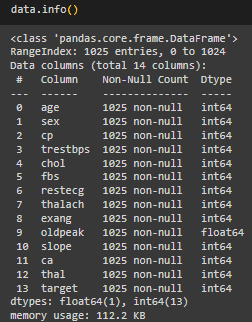 data.info()
<class 'pandas.core.frame.DataFrame'>
RangeIndex: 1025 entries, 0 to 1024
Data columns (total 14 columns):
 #   Column    Non-Null Count  Dtype
---  ------    --------------  -----
 0   age       1025 non-null   int64
 1   sex       1025 non-null   int64
 2   cp        1025 non-null   int64
 3   trestbps  1025 non-null   int64
 4   chol      1025 non-null   int64
 5   fbs       1025 non-null   int64
 6   restecg   1025 non-null   int64
 7   thalach   1025 non-null   int64
 8   exang     1025 non-null   int64
 9   oldpeak   1025 non-null   float64
 10  slope     1025 non-null   int64
 11  ca        1025 non-null   int64
 12  thal      1025 non-null   int64
 13  target    1025 non-null   int64
dtypes: float64(1), int64(13)
memory usage: 112.2 KB